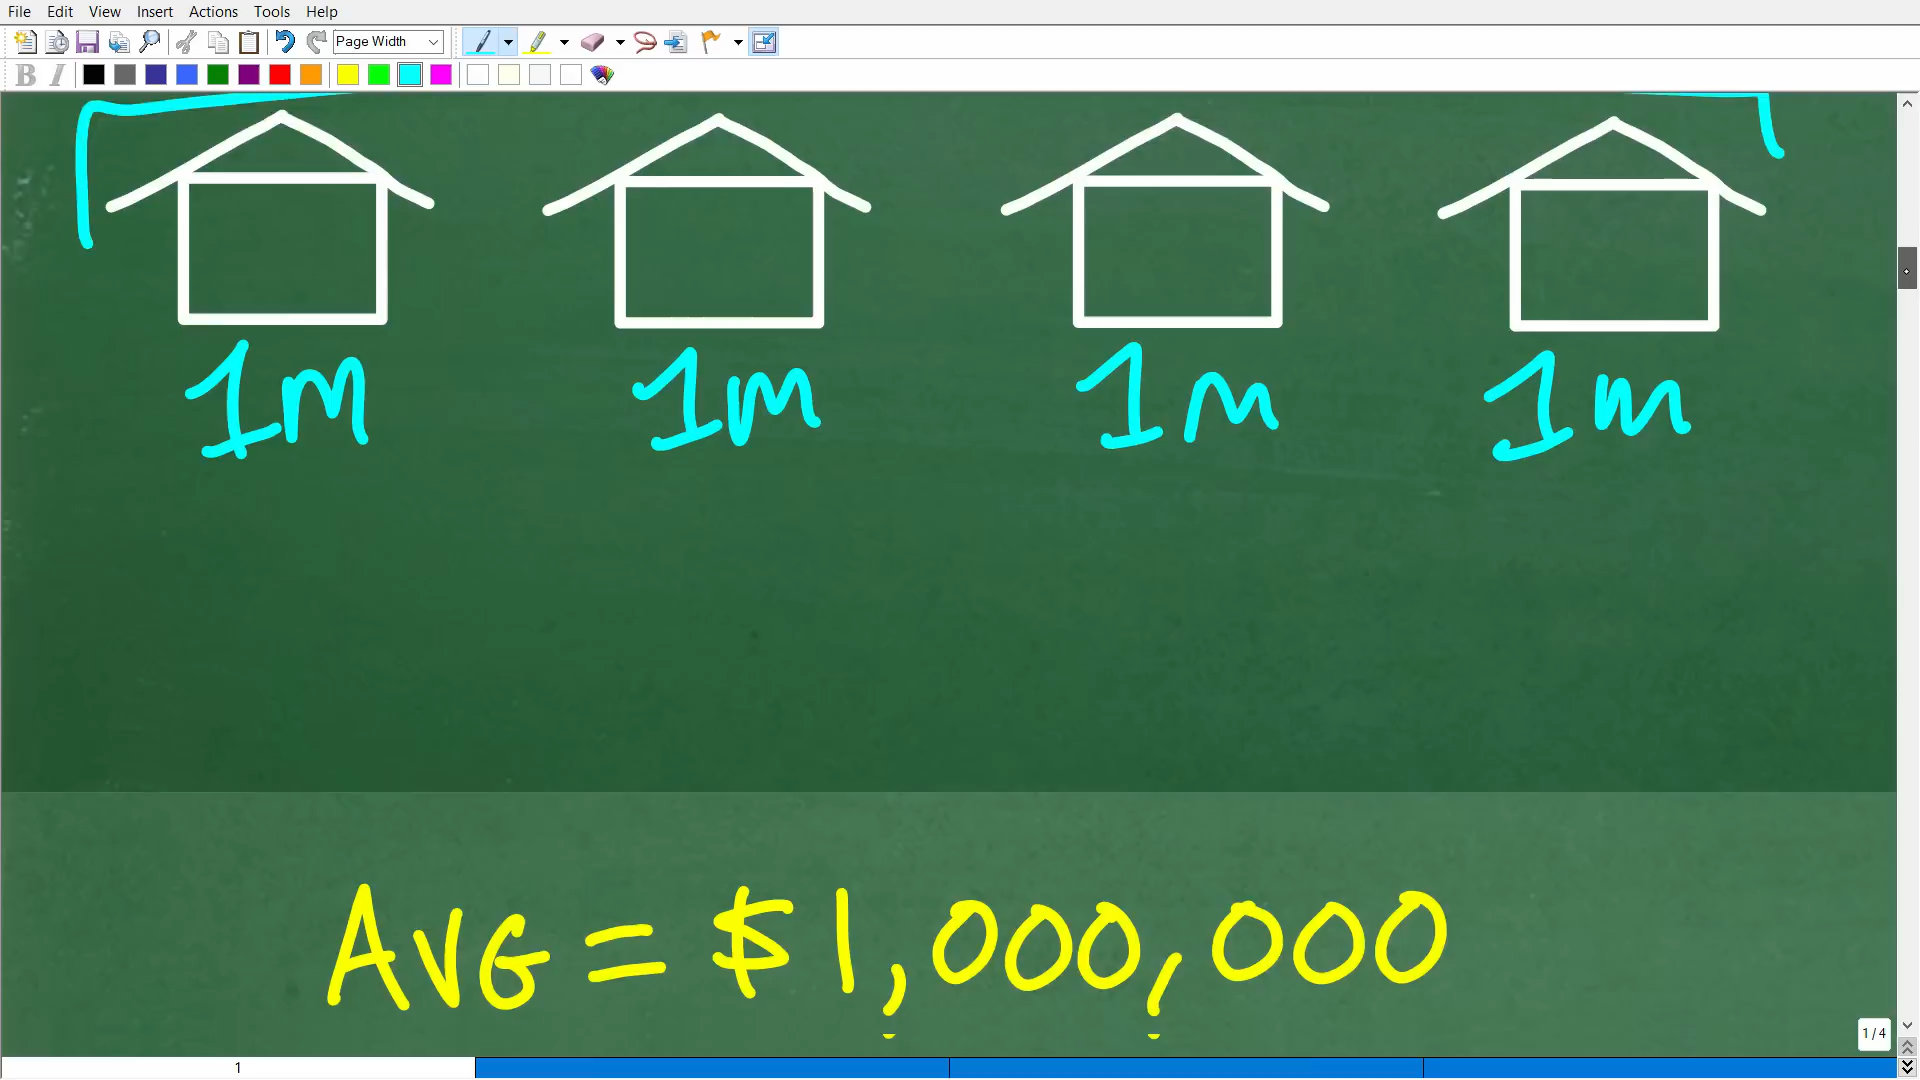 File Edit View Insert Actions Tools Help
Page Width
B I
1m 1m 1m 1m
AVG = $1,000,000
1/4
1